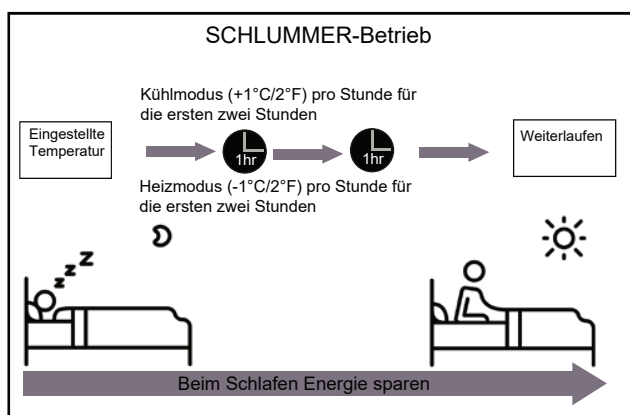 SCHLUMMER-Betrieb
Kühlmodus (+1°C/2°F) pro Stunde für
die ersten zwei Stunden
Eingestellte
Temperatur
1hr
1hr
Weiterlaufen
Heizmodus (-1°C/2°F) pro Stunde für
die ersten zwei Stunden
z z Z
Beim Schlafen Energie sparen